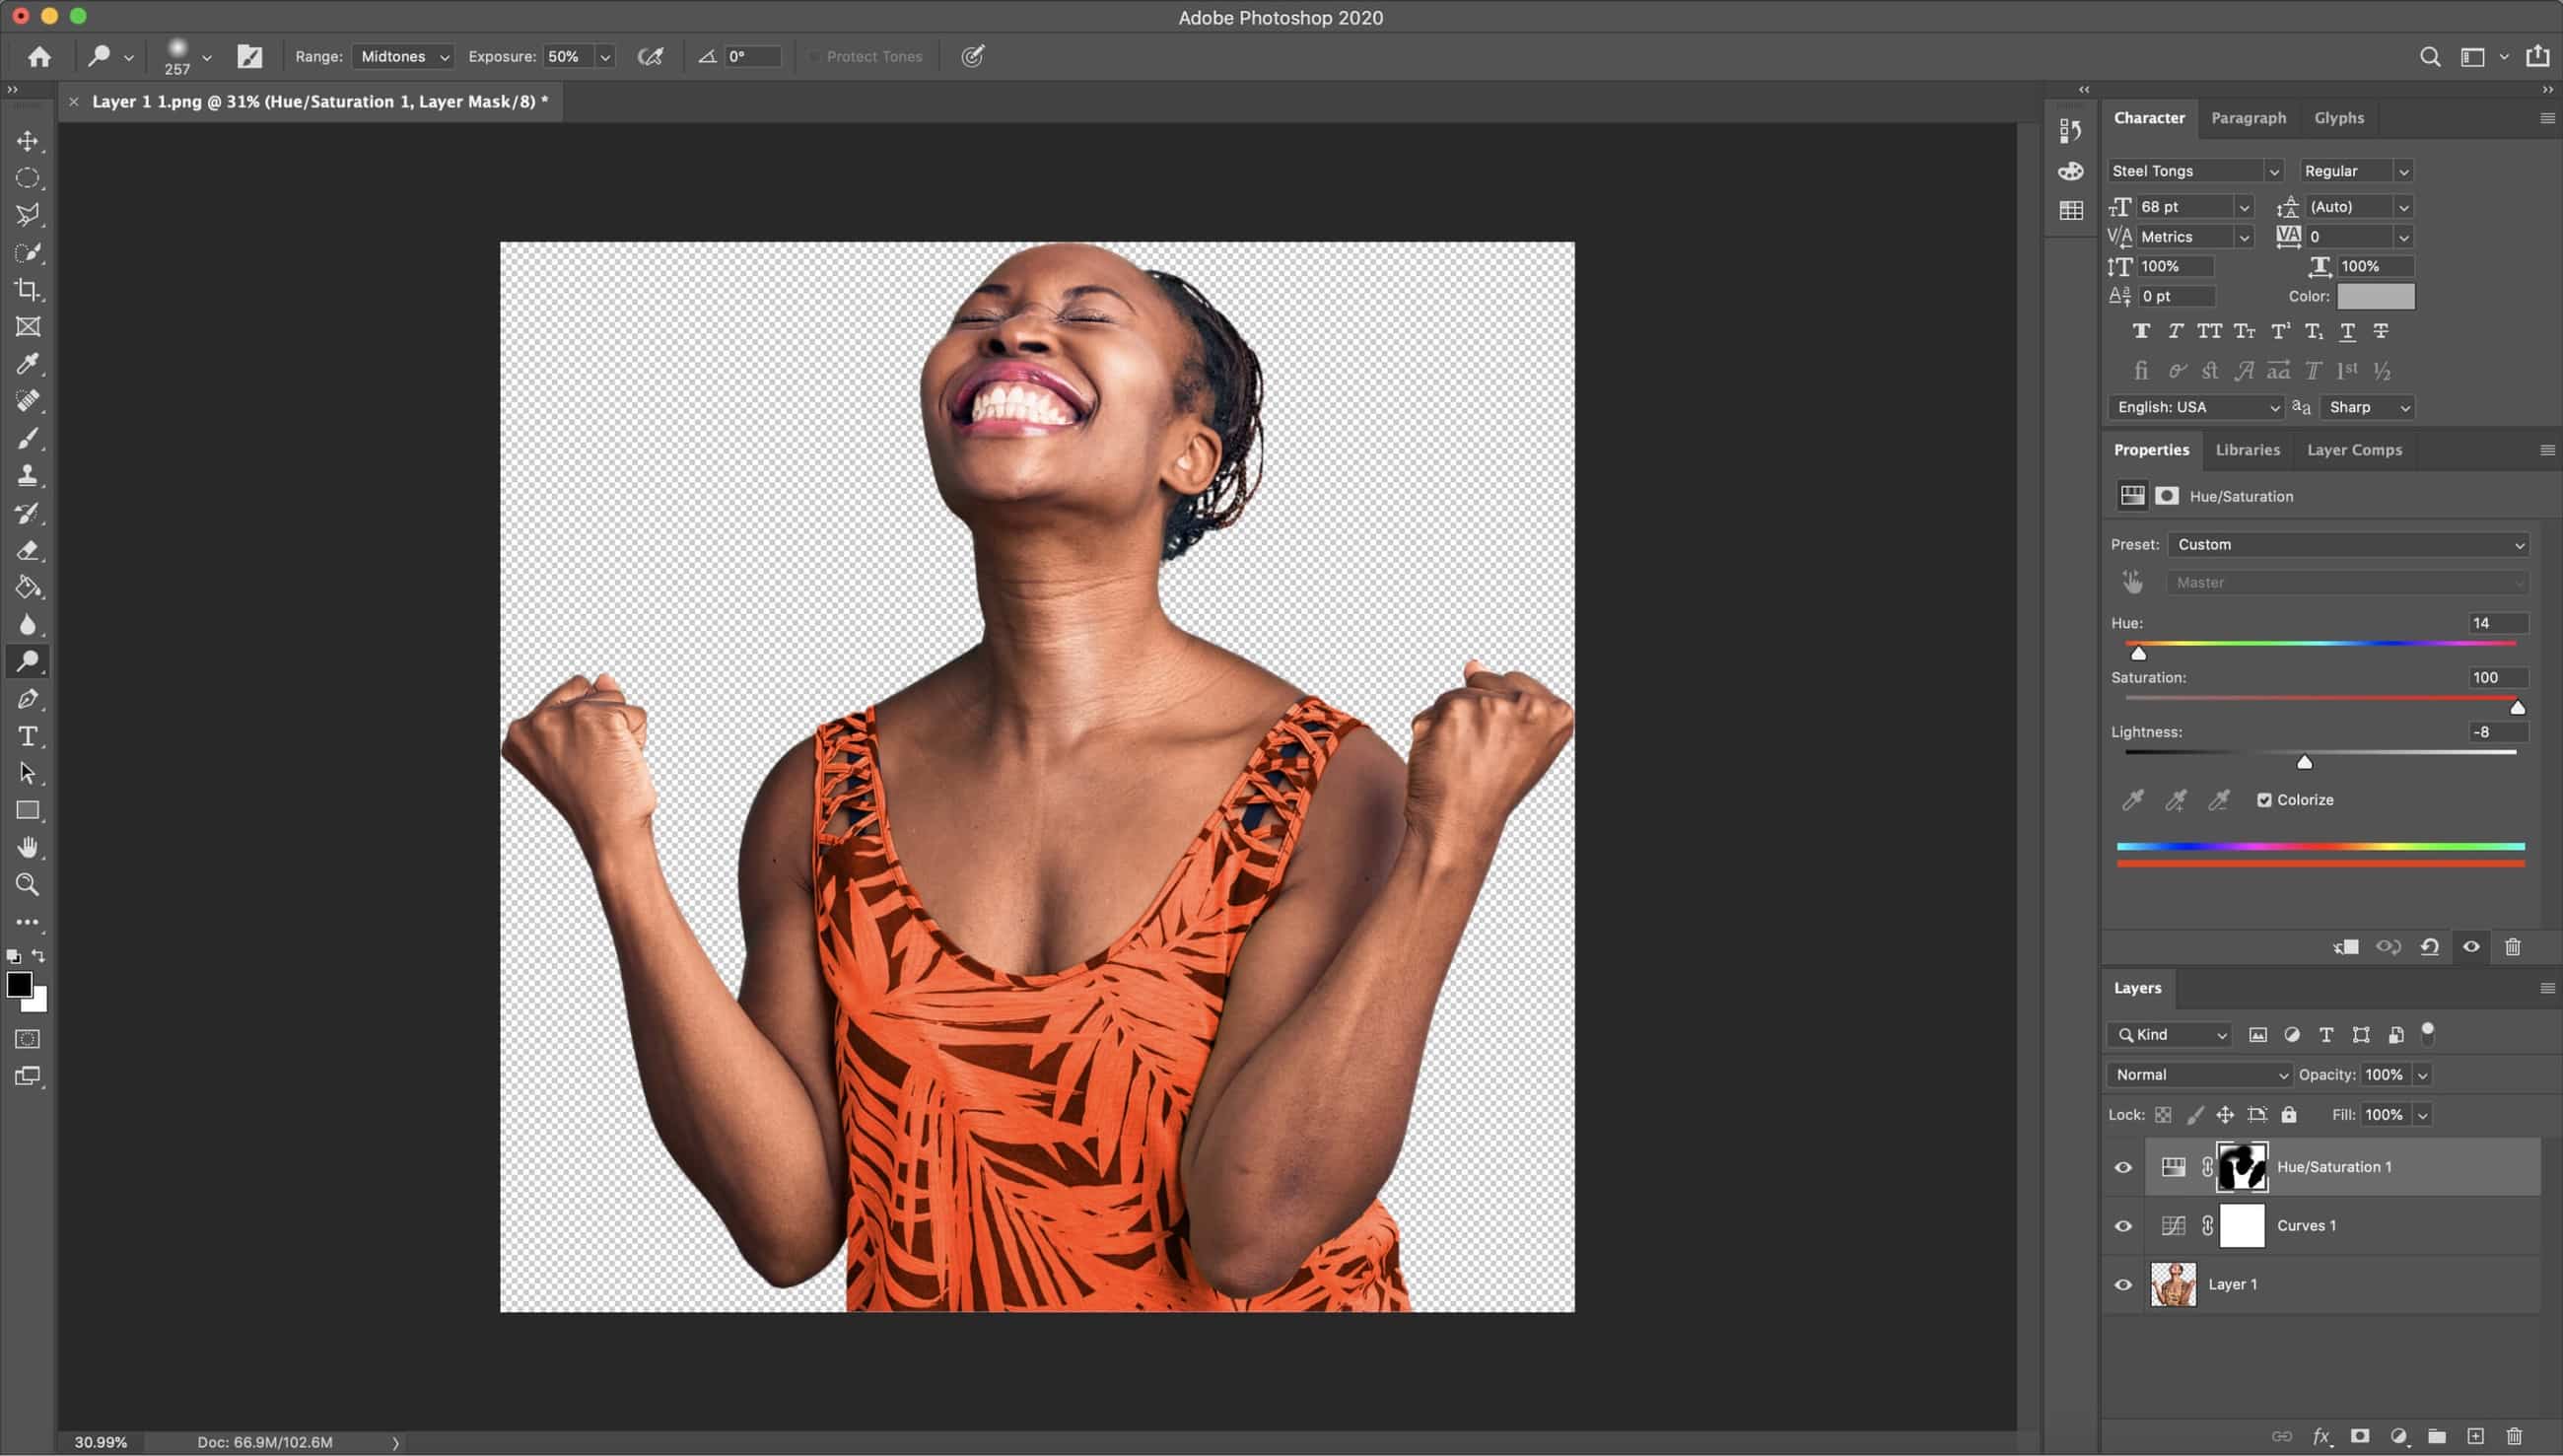 Adobe Photoshop 2020
257
Range: Midtones Exposure: 50% 0° Protect Tones
Layer 1 1.png @ 31% (Hue/Saturation 1, Layer Mask/8) *
Character Paragraph Glyphs
Steel Tongs Regular
68 pt (Auto)
Metrics 0
100% 100%
0 pt Color:
English: USA Sharp
Properties Libraries Layer Comps
Hue/Saturation
Preset: Custom
Master
Hue: 14
Saturation: 100
Lightness: -8
Colorize
Layers
Kind
Normal Opacity: 100%
Lock: Fill: 100%
Hue/Saturation 1
Curves 1
Layer 1
30.99% Doc: 66.9M/102.6M